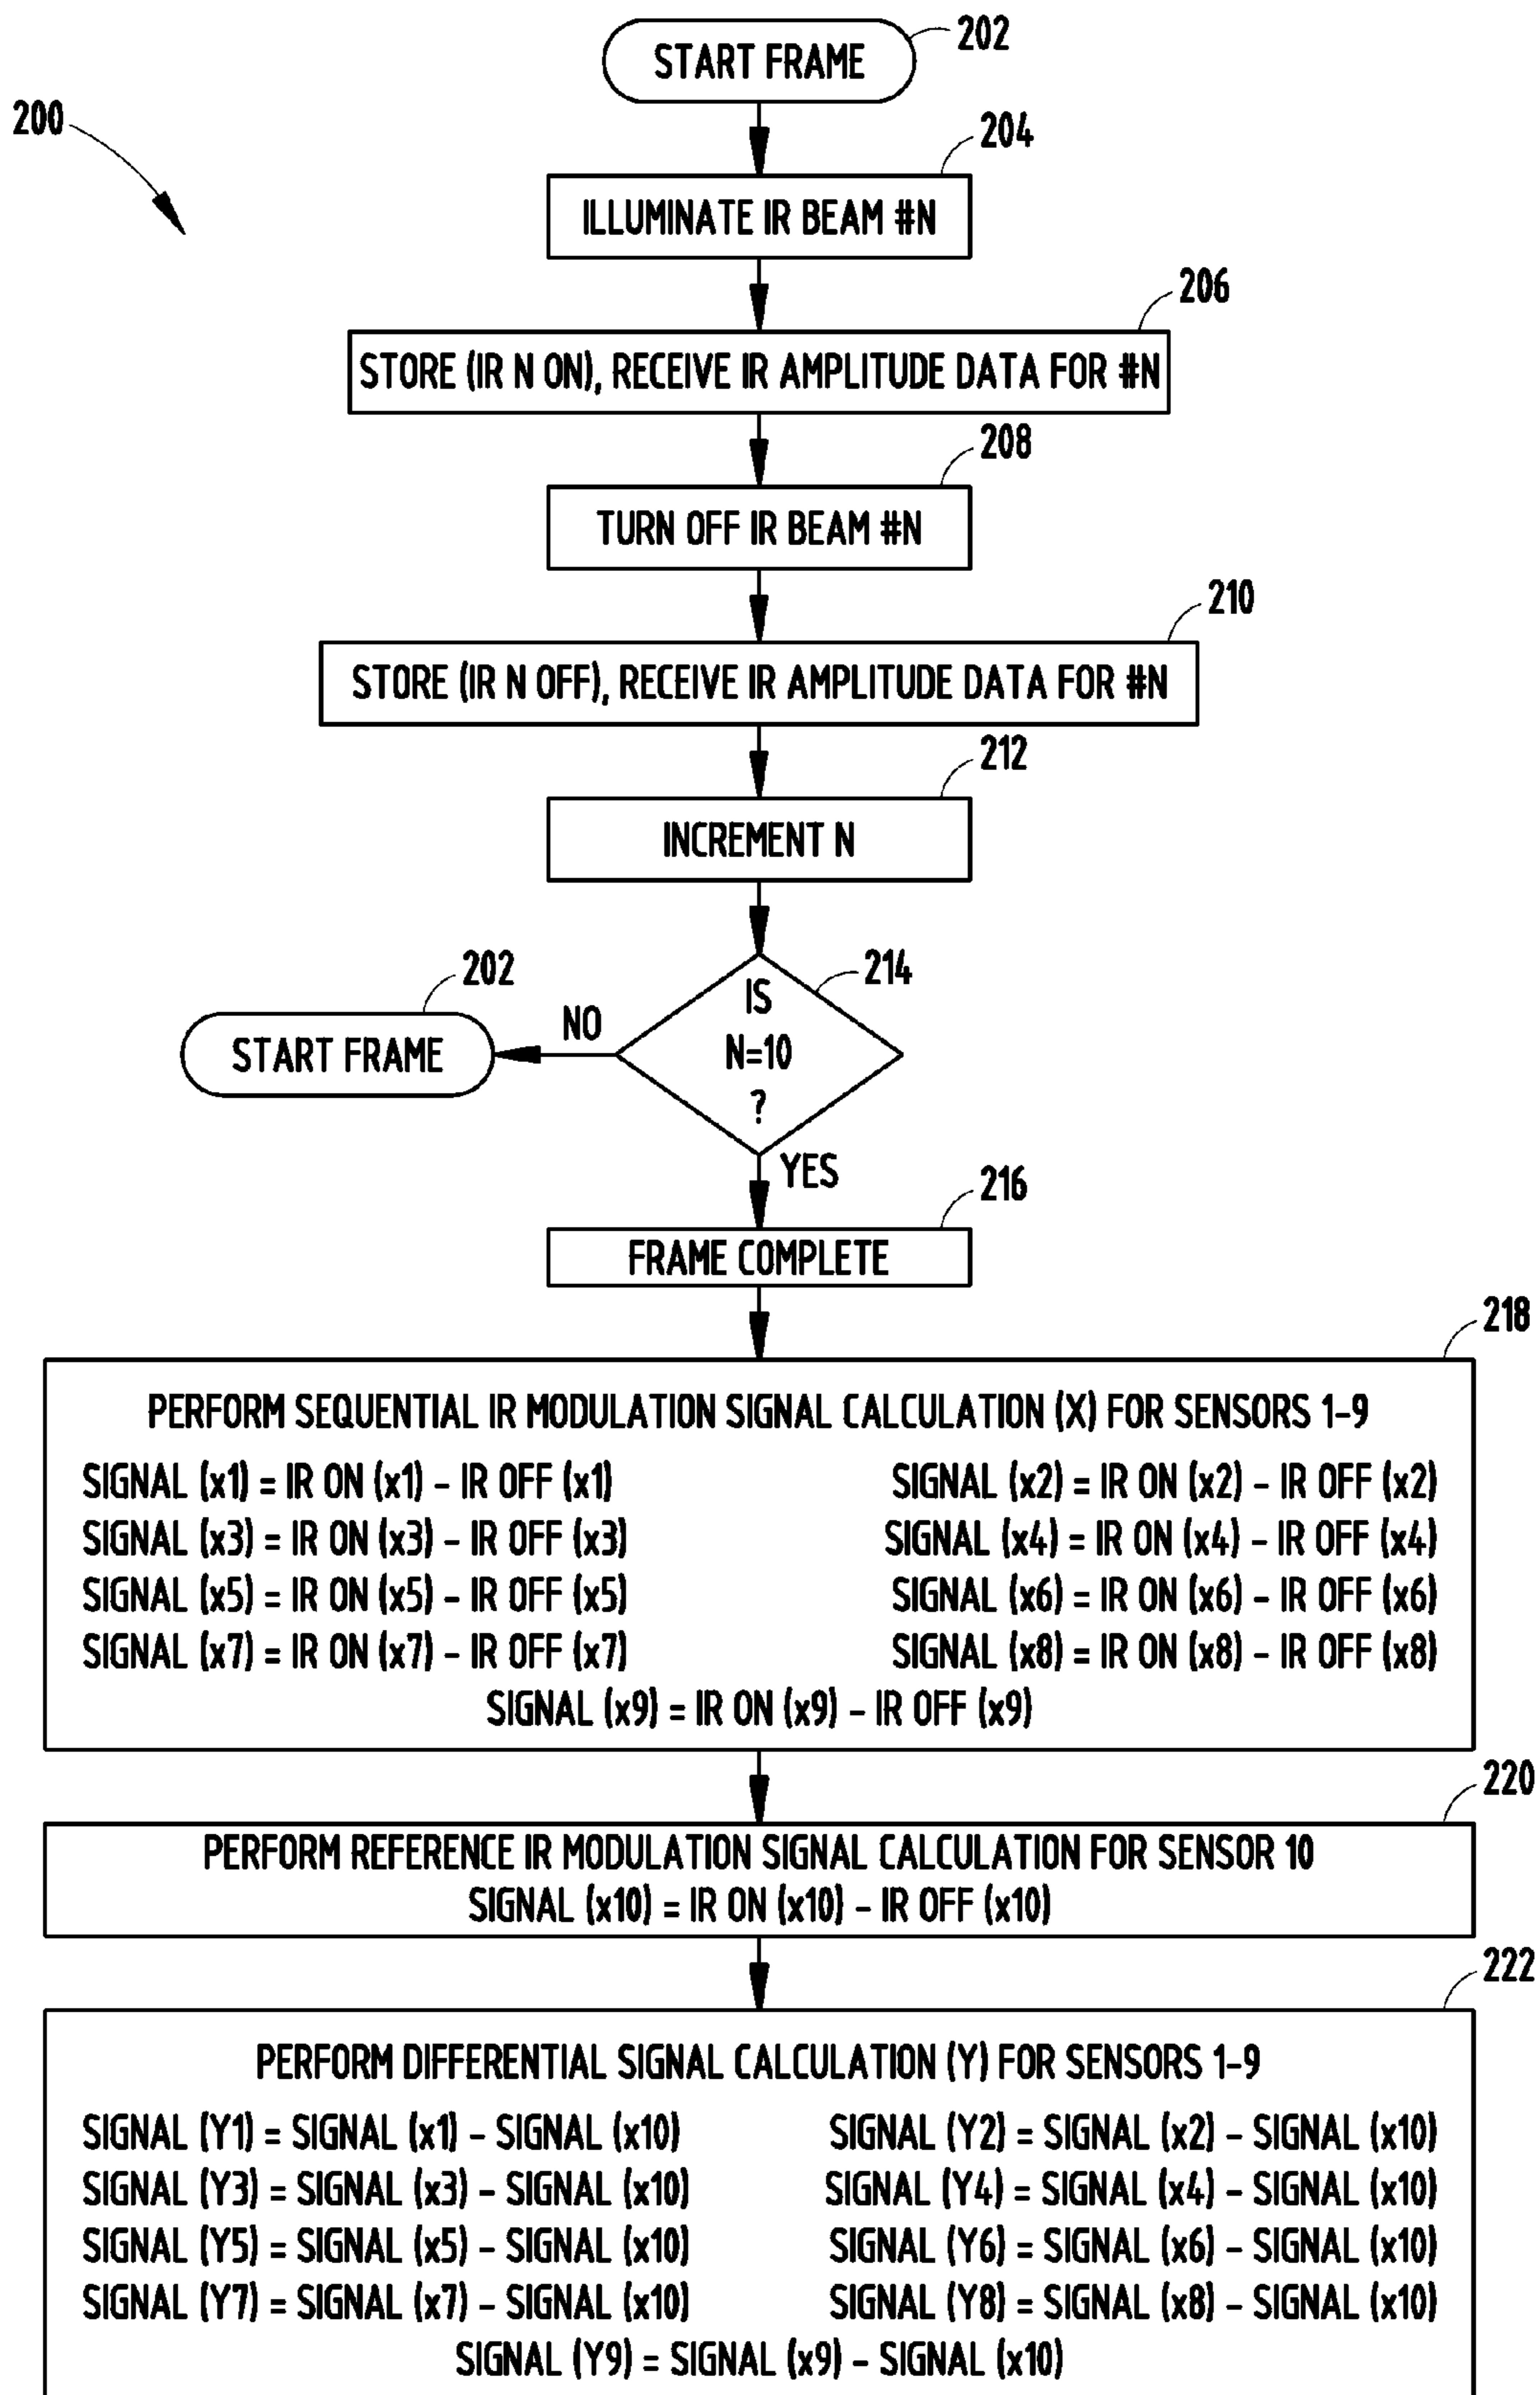 START FRAME
202
200
204
ILLUMINATE IR BEAM #N
206
STORE (IR N ON), RECEIVE IR AMPLITUDE DATA FOR #N
208
TURN OFF IR BEAM #N
210
STORE (IR N OFF), RECEIVE IR AMPLITUDE DATA FOR #N
212
INCREMENT N
202
START FRAME
NO
214
IS
N=10
?
YES
216
FRAME COMPLETE
218
PERFORM SEQUENTIAL IR MODULATION SIGNAL CALCULATION (X) FOR SENSORS 1-9
SIGNAL (x1) = IR ON (x1) - IR OFF (x1)
SIGNAL (x2) = IR ON (x2) - IR OFF (x2)
SIGNAL (x3) = IR ON (x3) - IR OFF (x3)
SIGNAL (x4) = IR ON (x4) - IR OFF (x4)
SIGNAL (x5) = IR ON (x5) - IR OFF (x5)
SIGNAL (x6) = IR ON (x6) - IR OFF (x6)
SIGNAL (x7) = IR ON (x7) - IR OFF (x7)
SIGNAL (x8) = IR ON (x8) - IR OFF (x8)
SIGNAL (x9) = IR ON (x9) - IR OFF (x9)
220
PERFORM REFERENCE IR MODULATION SIGNAL CALCULATION FOR SENSOR 10
SIGNAL (x10) = IR ON (x10) - IR OFF (x10)
222
PERFORM DIFFERENTIAL SIGNAL CALCULATION (Y) FOR SENSORS 1-9
SIGNAL (Y1) = SIGNAL (x1) - SIGNAL (x10)
SIGNAL (Y2) = SIGNAL (x2) - SIGNAL (x10)
SIGNAL (Y3) = SIGNAL (x3) - SIGNAL (x10)
SIGNAL (Y4) = SIGNAL (x4) - SIGNAL (x10)
SIGNAL (Y5) = SIGNAL (x5) - SIGNAL (x10)
SIGNAL (Y6) = SIGNAL (x6) - SIGNAL (x10)
SIGNAL (Y7) = SIGNAL (x7) - SIGNAL (x10)
SIGNAL (Y8) = SIGNAL (x8) - SIGNAL (x10)
SIGNAL (Y9) = SIGNAL (x9) - SIGNAL (x10)